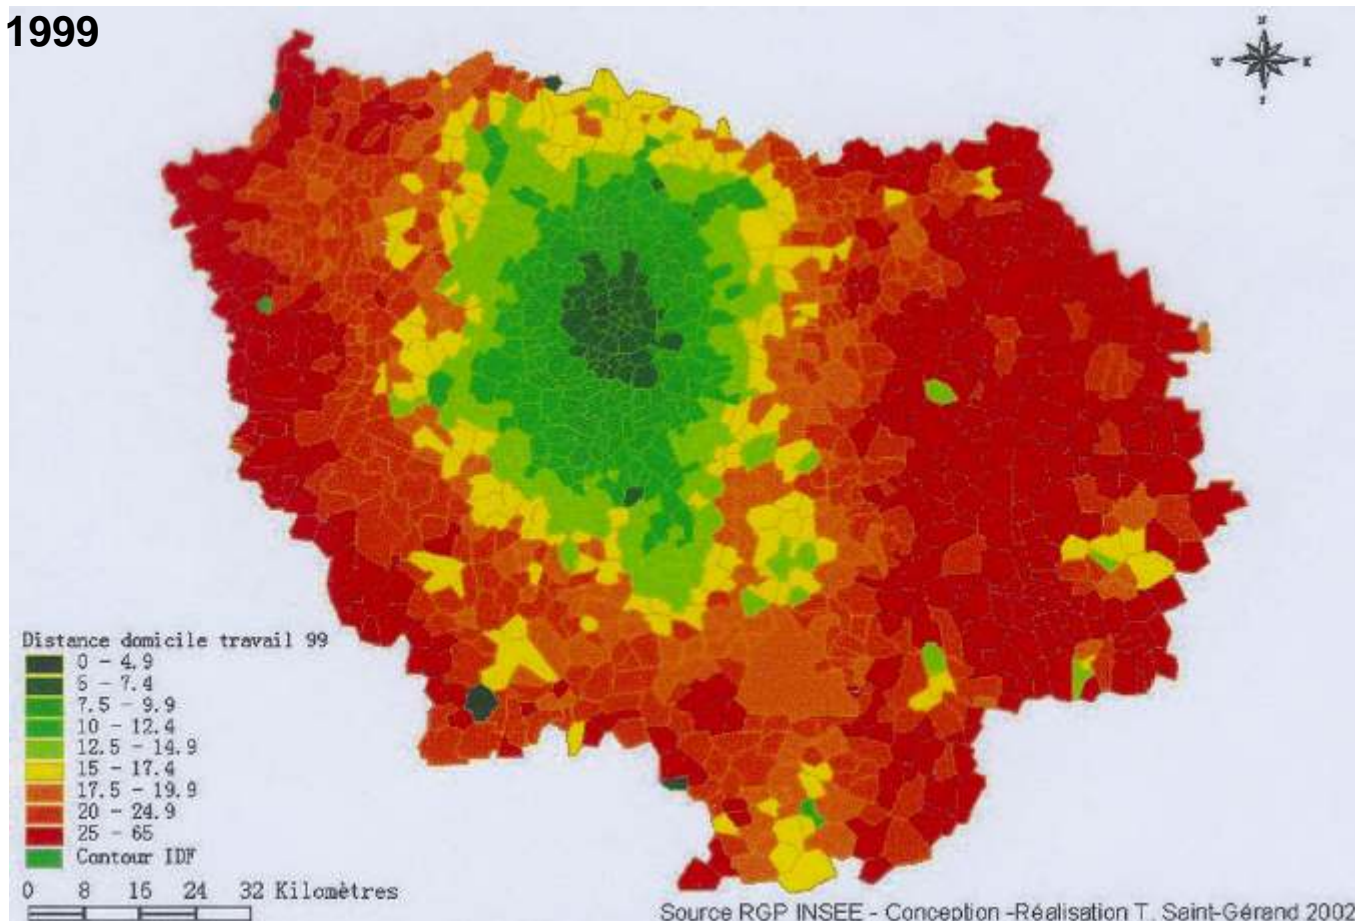 1999
N
W E
S
Distance domicile travail 99
0 - 4.9
5 - 7.4
7.5 - 9.9
10 - 12.4
12.5 - 14.9
15 - 17.4
17.5 - 19.9
20 - 24.9
25 - 65
Contour IDF
0 8 16 24 32 Kilomètres
Source RGP INSEE - Conception -Réalisation T. Saint-Gérand 2002